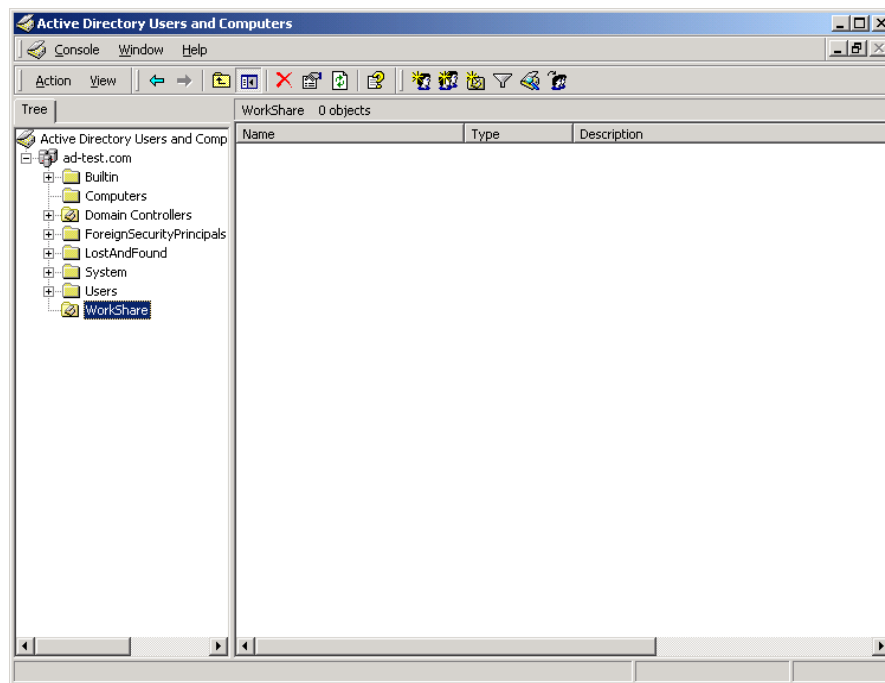 Active Directory Users and Computers
Console Window Help
Action View
Tree
WorkShare 0 objects
Name Type Description
Active Directory Users and Comp
ad-test.com
Builtin
Computers
Domain Controllers
ForeignSecurityPrincipals
LostAndFound
System
Users
WorkShare